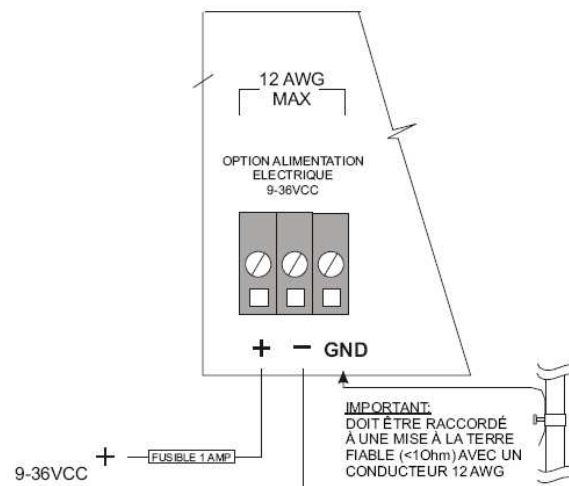 12 AWG
MAX
OPTION ALIMENTATION
ELECTRIQUE
9-36VCC
+ − GND
IMPORTANT:
DOIT ÊTRE RACCORDÉ
À UNE MISE À LA TERRE
FIABLE (<1Ohm) AVEC UN
CONDUCTEUR 12 AWG
9-36VCC + FUSIBLE 1 AMP